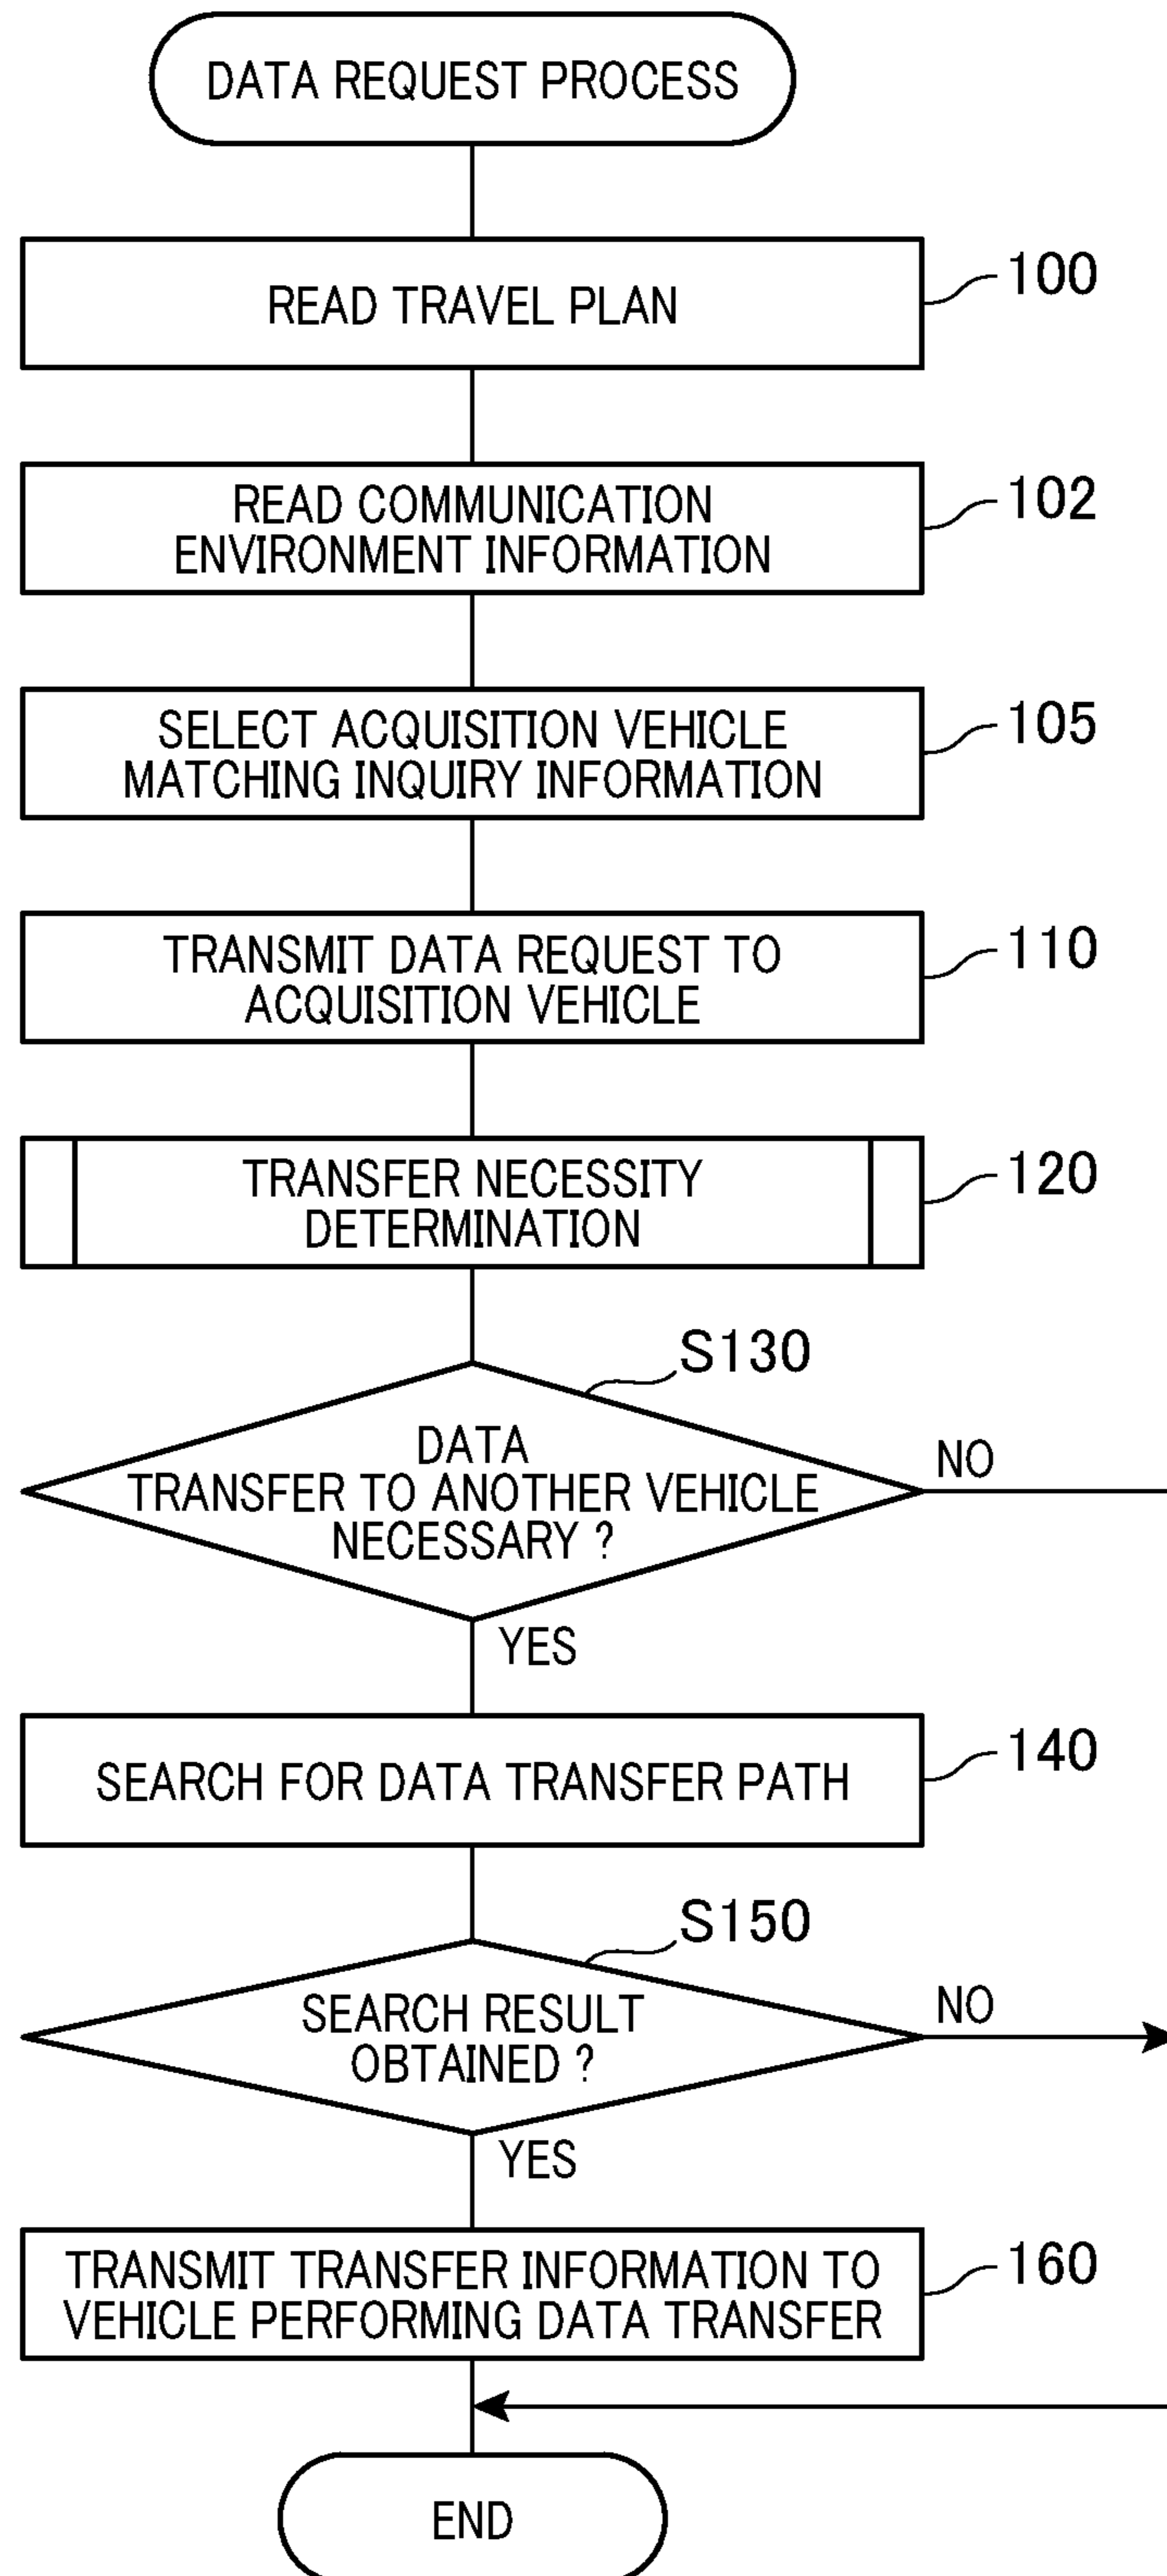 DATA REQUEST PROCESS
READ TRAVEL PLAN
100
READ COMMUNICATION
ENVIRONMENT INFORMATION
102
SELECT ACQUISITION VEHICLE
MATCHING INQUIRY INFORMATION
105
TRANSMIT DATA REQUEST TO
ACQUISITION VEHICLE
110
TRANSFER NECESSITY
DETERMINATION
120
S130
DATA
TRANSFER TO ANOTHER VEHICLE
NECESSARY ?
NO
YES
SEARCH FOR DATA TRANSFER PATH
140
S150
SEARCH RESULT
OBTAINED ?
NO
YES
TRANSMIT TRANSFER INFORMATION TO
VEHICLE PERFORMING DATA TRANSFER
160
END